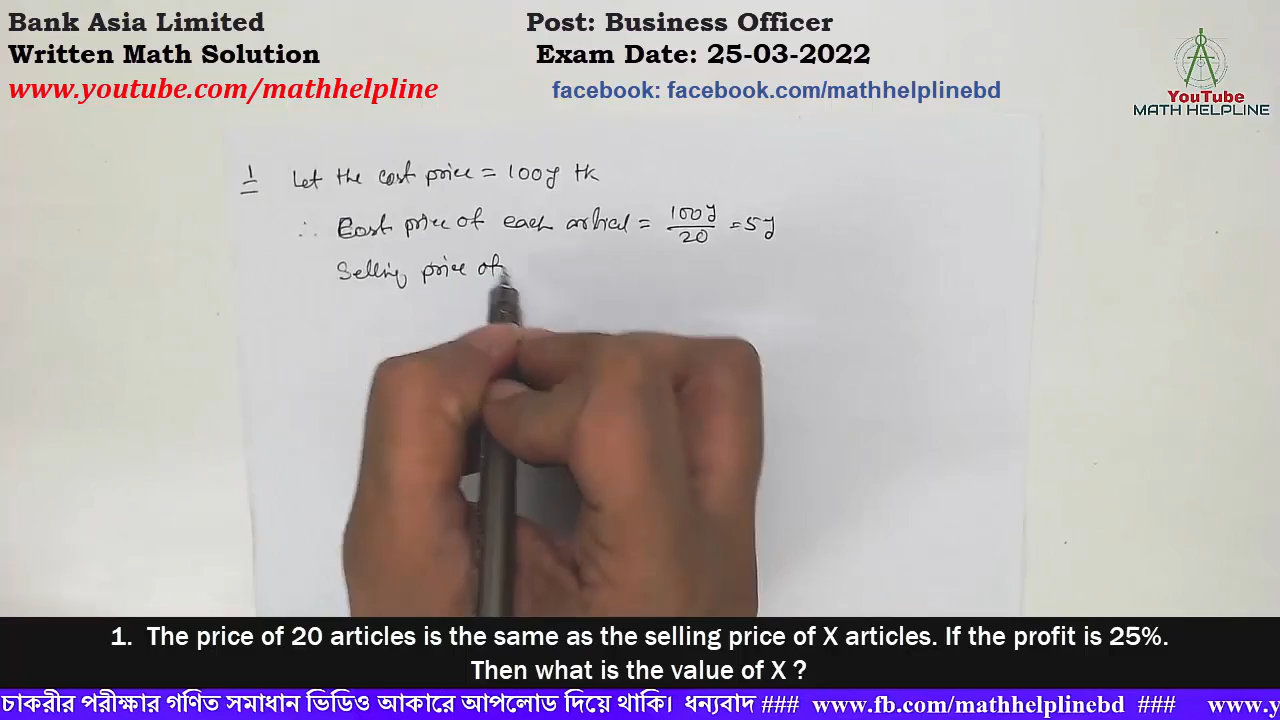 Bank Asia Limited
Post: Business Officer
Written Math Solution
Exam Date: 25-03-2022
www.youtube.com/mathhelpline
facebook: facebook.com/mathhelplinebd
YouTube
MATH HELPLINE
1 Let the cost price = 100y tk
∴ Cost price of each artical = 100y/20 = 5y
Selling price of
1. The price of 20 articles is the same as the selling price of X articles. If the profit is 25%.
Then what is the value of X ?
চাকরীর পরীক্ষার গণিত সমাধান ভিডিও আকারে আপলোড দিয়ে থাকি। ধন্যবাদ ### www.fb.com/mathhelplinebd ### www.y